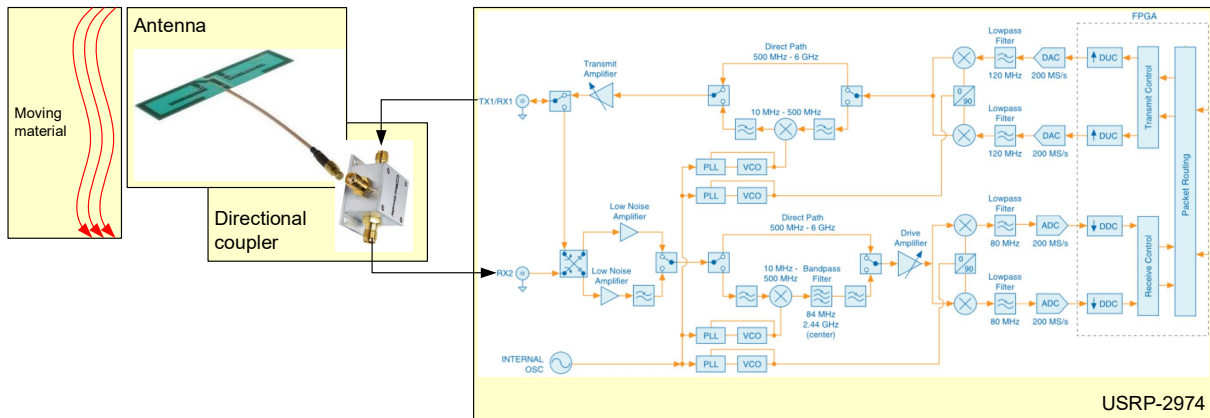 Moving
material
Antenna
Directional
coupler
TX1/RX1
RX2
Transmit
Amplifier
Direct Path
500 MHz - 6 GHz
10 MHz - 500 MHz
PLL
VCO
PLL
VCO
0
90
Lowpass
Filter
120 MHz
DAC
200 MS/s
DUC
120 MHz
DAC
200 MS/s
DUC
FPGA
Transmit Control
Packet Routing
Low Noise
Amplifier
Low Noise
Amplifier
Direct Path
500 MHz - 6 GHz
Drive
Amplifier
10 MHz -
500 MHz
Bandpass
Filter
84 MHz
2.44 GHz
(center)
PLL
VCO
PLL
VCO
INTERNAL
OSC
0
90
Lowpass
Filter
80 MHz
ADC
200 MS/s
DDC
Lowpass
Filter
80 MHz
ADC
200 MS/s
DDC
Receive Control
USRP-2974